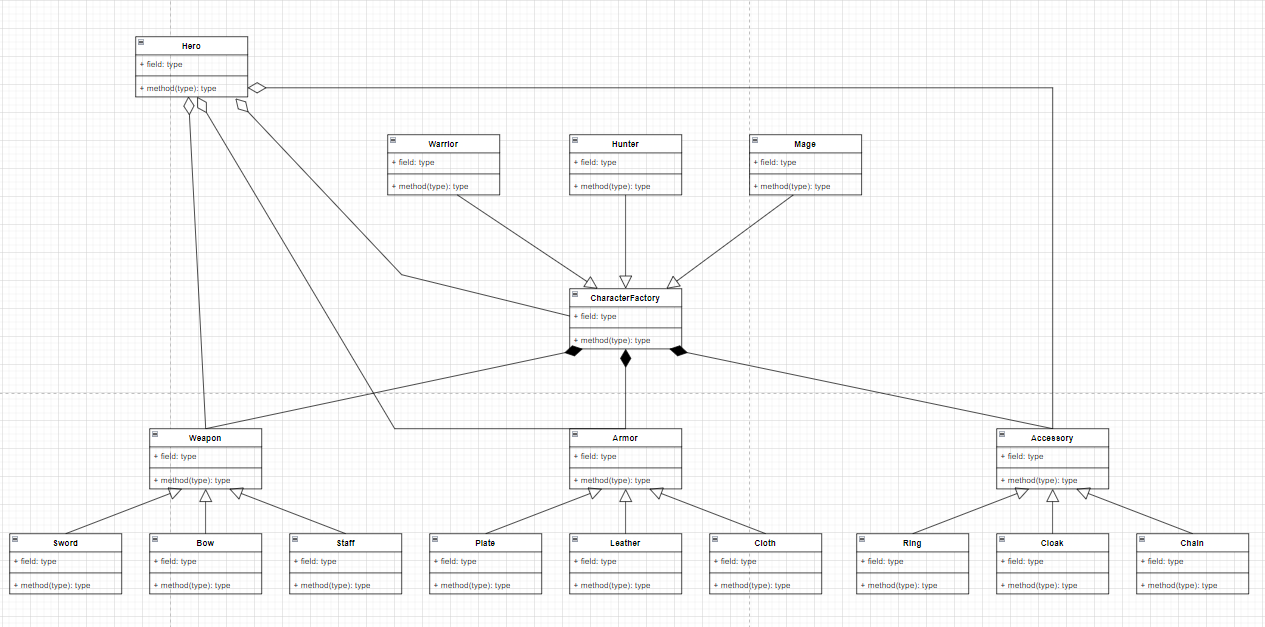 Hero
+ field: type
+ method(type): type
Warrior
+ field: type
+ method(type): type
Hunter
+ field: type
+ method(type): type
Mage
+ field: type
+ method(type): type
CharacterFactory
+ field: type
+ method(type): type
Weapon
+ field: type
+ method(type): type
Armor
+ field: type
+ method(type): type
Accessory
+ field: type
+ method(type): type
Sword
+ field: type
+ method(type): type
Bow
+ field: type
+ method(type): type
Staff
+ field: type
+ method(type): type
Plate
+ field: type
+ method(type): type
Leather
+ field: type
+ method(type): type
Cloth
+ field: type
+ method(type): type
Ring
+ field: type
+ method(type): type
Cloak
+ field: type
+ method(type): type
Chain
+ field: type
+ method(type): type